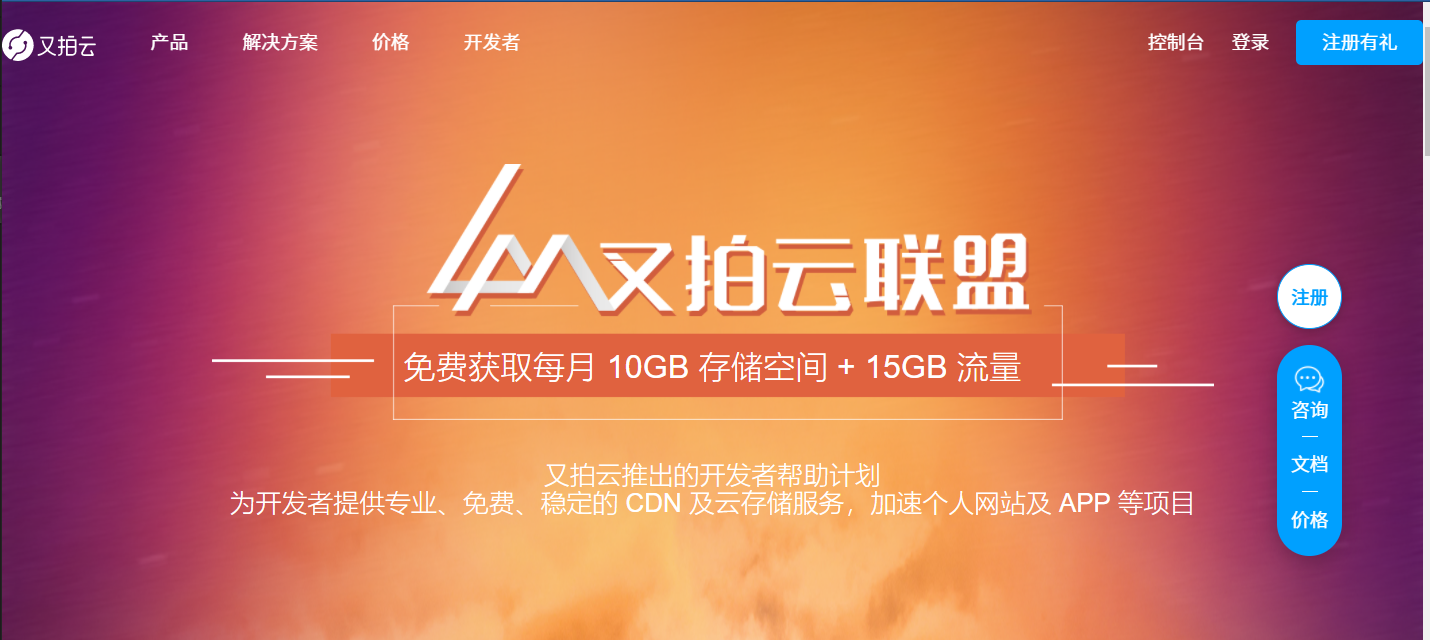 又拍云 产品 解决方案 价格 开发者 控制台 登录 注册有礼
又拍云联盟
注册
免费获取每月 10GB 存储空间 + 15GB 流量
咨询
文档
价格
又拍云推出的开发者帮助计划
为开发者提供专业、免费、稳定的 CDN 及云存储服务，加速个人网站及 APP 等项目